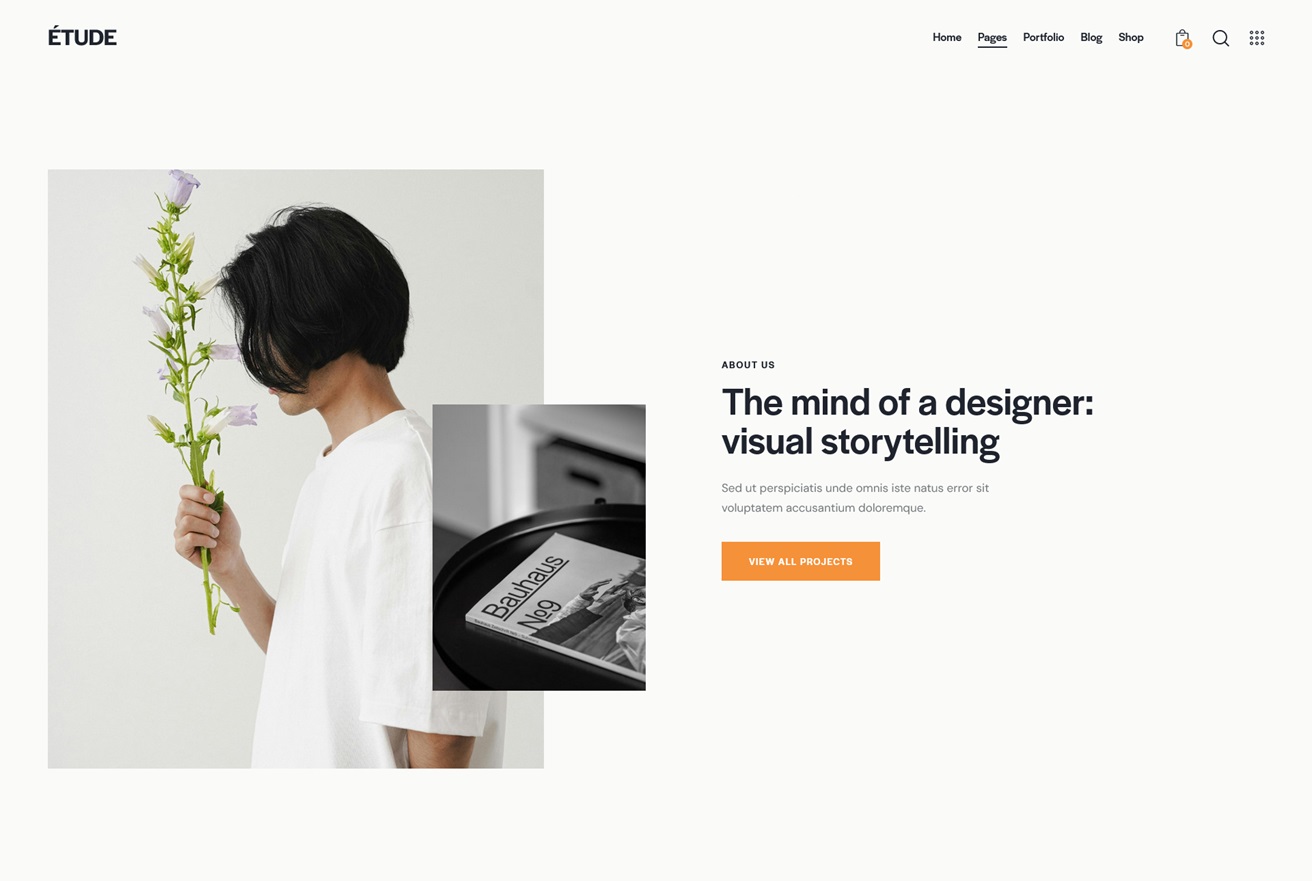 ÉTUDE
Home Pages Portfolio Blog Shop
0
ABOUT US
The mind of a designer:
visual storytelling
Sed ut perspiciatis unde omnis iste natus error sit
voluptatem accusantium doloremque.
VIEW ALL PROJECTS
Bauhaus
№9